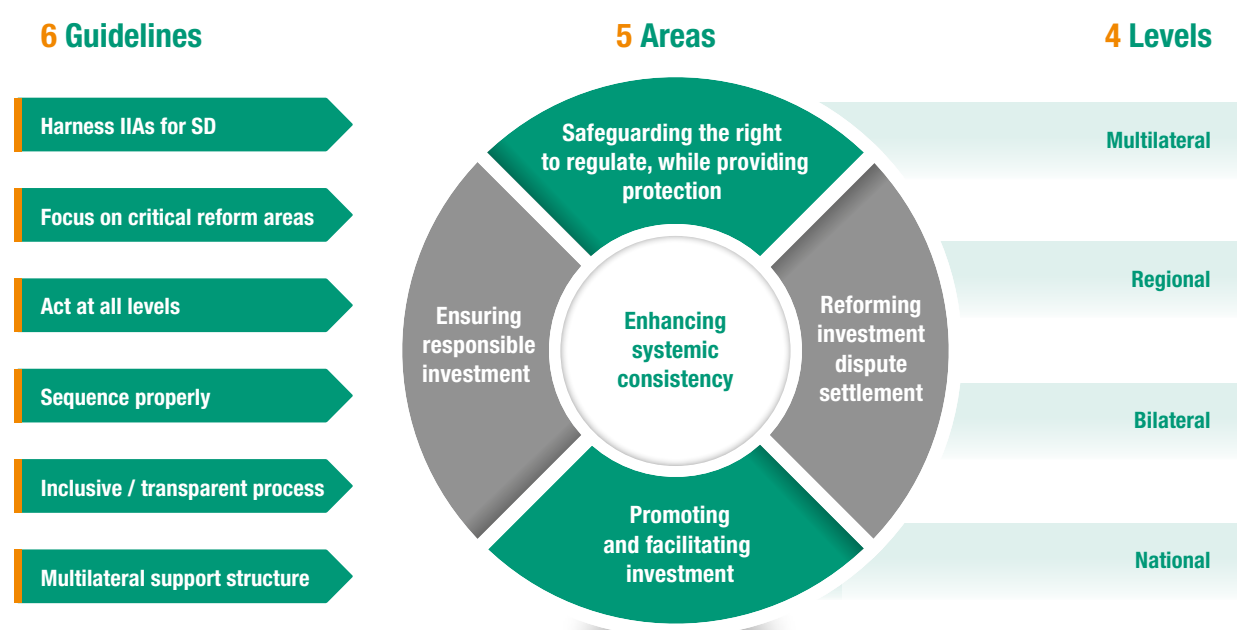 6 Guidelines
Harness IIAs for SD
Focus on critical reform areas
Act at all levels
Sequence properly
Inclusive / transparent process
Multilateral support structure
5 Areas
Safeguarding the right
to regulate, while providing
protection
Ensuring
responsible
investment
Enhancing
systemic
consistency
Reforming
investment
dispute
settlement
Promoting
and facilitating
investment
4 Levels
Multilateral
Regional
Bilateral
National